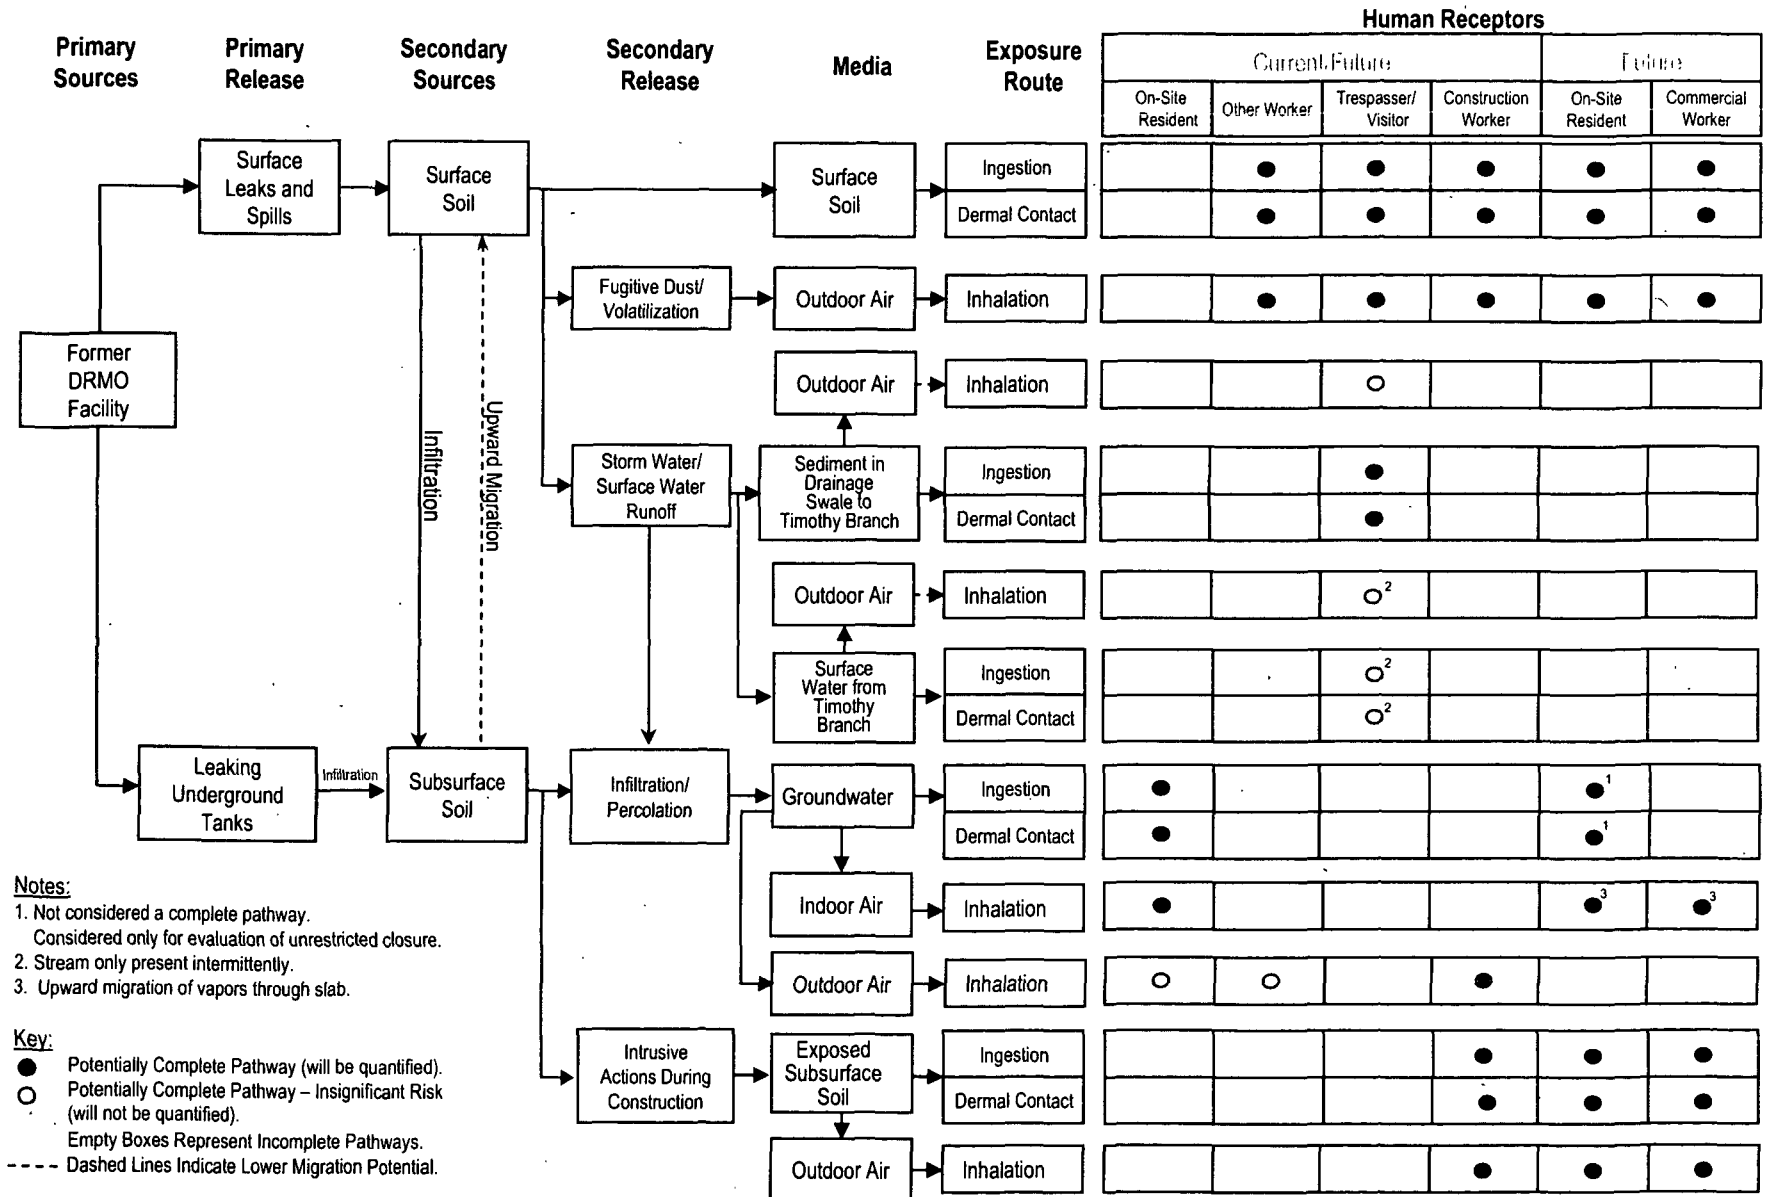 Human Receptors
Primary
Sources
Primary
Release
Secondary
Sources
Secondary
Release
Media
Exposure
Route
Current/Future
Future
On-Site
Resident
Other Worker
Trespasser/
Visitor
Construction
Worker
On-Site
Resident
Commercial
Worker
Surface
Leaks and
Spills
Surface
Soil
Surface
Soil
Ingestion
Dermal Contact
Fugitive Dust/
Volatilization
Outdoor Air
Inhalation
Former
DRMO
Facility
Outdoor Air
Inhalation
Infiltration
Upward Migration
Storm Water/
Surface Water
Runoff
Sediment in
Drainage
Swale to
Timothy Branch
Ingestion
Dermal Contact
Outdoor Air
Inhalation
2
Surface
Water from
Timothy
Branch
Ingestion
2
Dermal Contact
2
Leaking
Underground
Tanks
Infiltration
Subsurface
Soil
Infiltration/
Percolation
Groundwater
Ingestion
1
Dermal Contact
1
Indoor Air
Inhalation
3
3
Outdoor Air
Inhalation
Intrusive
Actions During
Construction
Exposed
Subsurface
Soil
Ingestion
Dermal Contact
Outdoor Air
Inhalation
Notes:
1. Not considered a complete pathway.
Considered only for evaluation of unrestricted closure.
2. Stream only present intermittently.
3. Upward migration of vapors through slab.
Key:
Potentially Complete Pathway (will be quantified).
Potentially Complete Pathway – Insignificant Risk
(will not be quantified).
Empty Boxes Represent Incomplete Pathways.
Dashed Lines Indicate Lower Migration Potential.